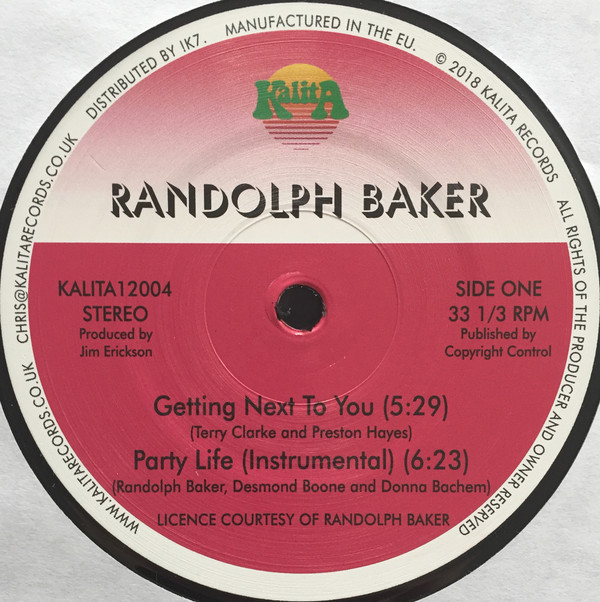 WWW.KALITARECORDS.CO.UK CHRIS@KALITARECORDS.CO.UK DISTRIBUTED BY !K7. MANUFACTURED IN THE EU. © 2018 KALITA RECORDS ALL RIGHTS OF THE PRODUCER AND OWNER RESERVED
Kalita
RANDOLPH BAKER
KALITA12004
STEREO
Produced by
Jim Erickson
SIDE ONE
33 1/3 RPM
Published by
Copyright Control
Getting Next To You (5:29)
(Terry Clarke and Preston Hayes)
Party Life (Instrumental) (6:23)
(Randolph Baker, Desmond Boone and Donna Bachem)
LICENCE COURTESY OF RANDOLPH BAKER